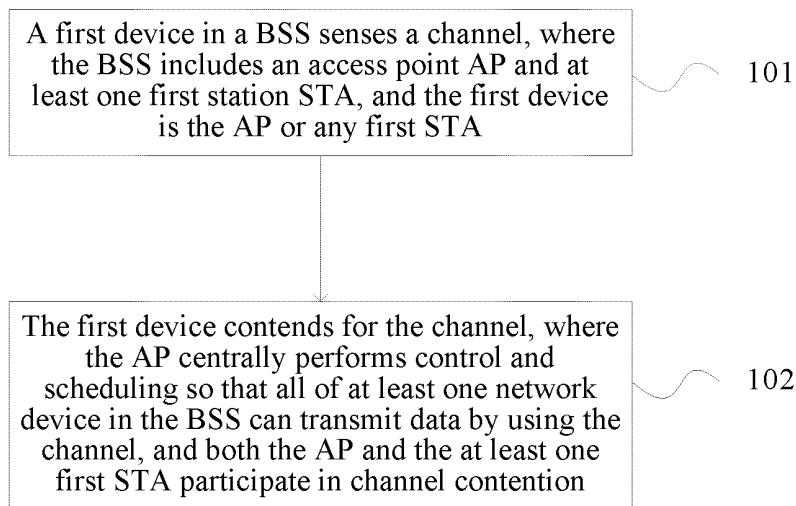 A first device in a BSS senses a channel, where
the BSS includes an access point AP and at
least one first station STA, and the first device
is the AP or any first STA
101
The first device contends for the channel, where
the AP centrally performs control and
scheduling so that all of at least one network
device in the BSS can transmit data by using the
channel, and both the AP and the at least one
first STA participate in channel contention
102